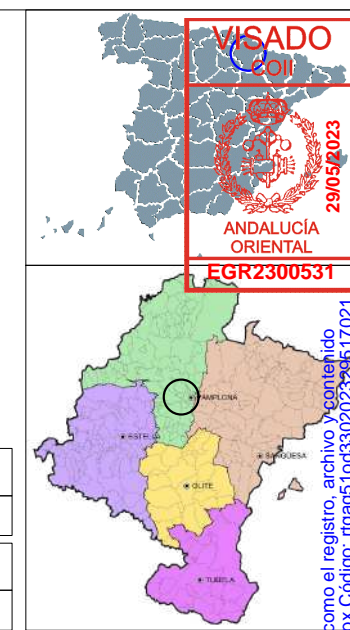 VISADO
COII
29/05/2023
ANDALUCÍA
ORIENTAL
EGR2300531
PAMPLONA
ESTELLA
SANGÜESA
OLITE
TUDELA
como el registro, archivo y contenido